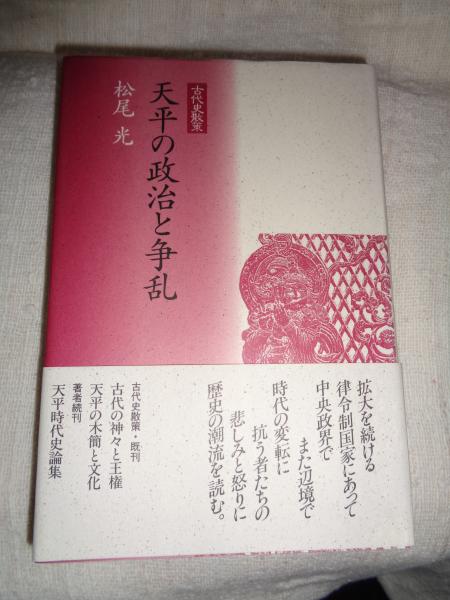 古代史散策
天平の政治と争乱
松尾 光
拡大を続ける
律令制国家にあって
中央政界で
また辺境で
時代の変転に
抗う者たちの
悲しみと怒りに
歴史の潮流を読む。
古代史散策・既刊
古代の神々と王権
天平の木簡と文化
著者続刊
天平時代史論集